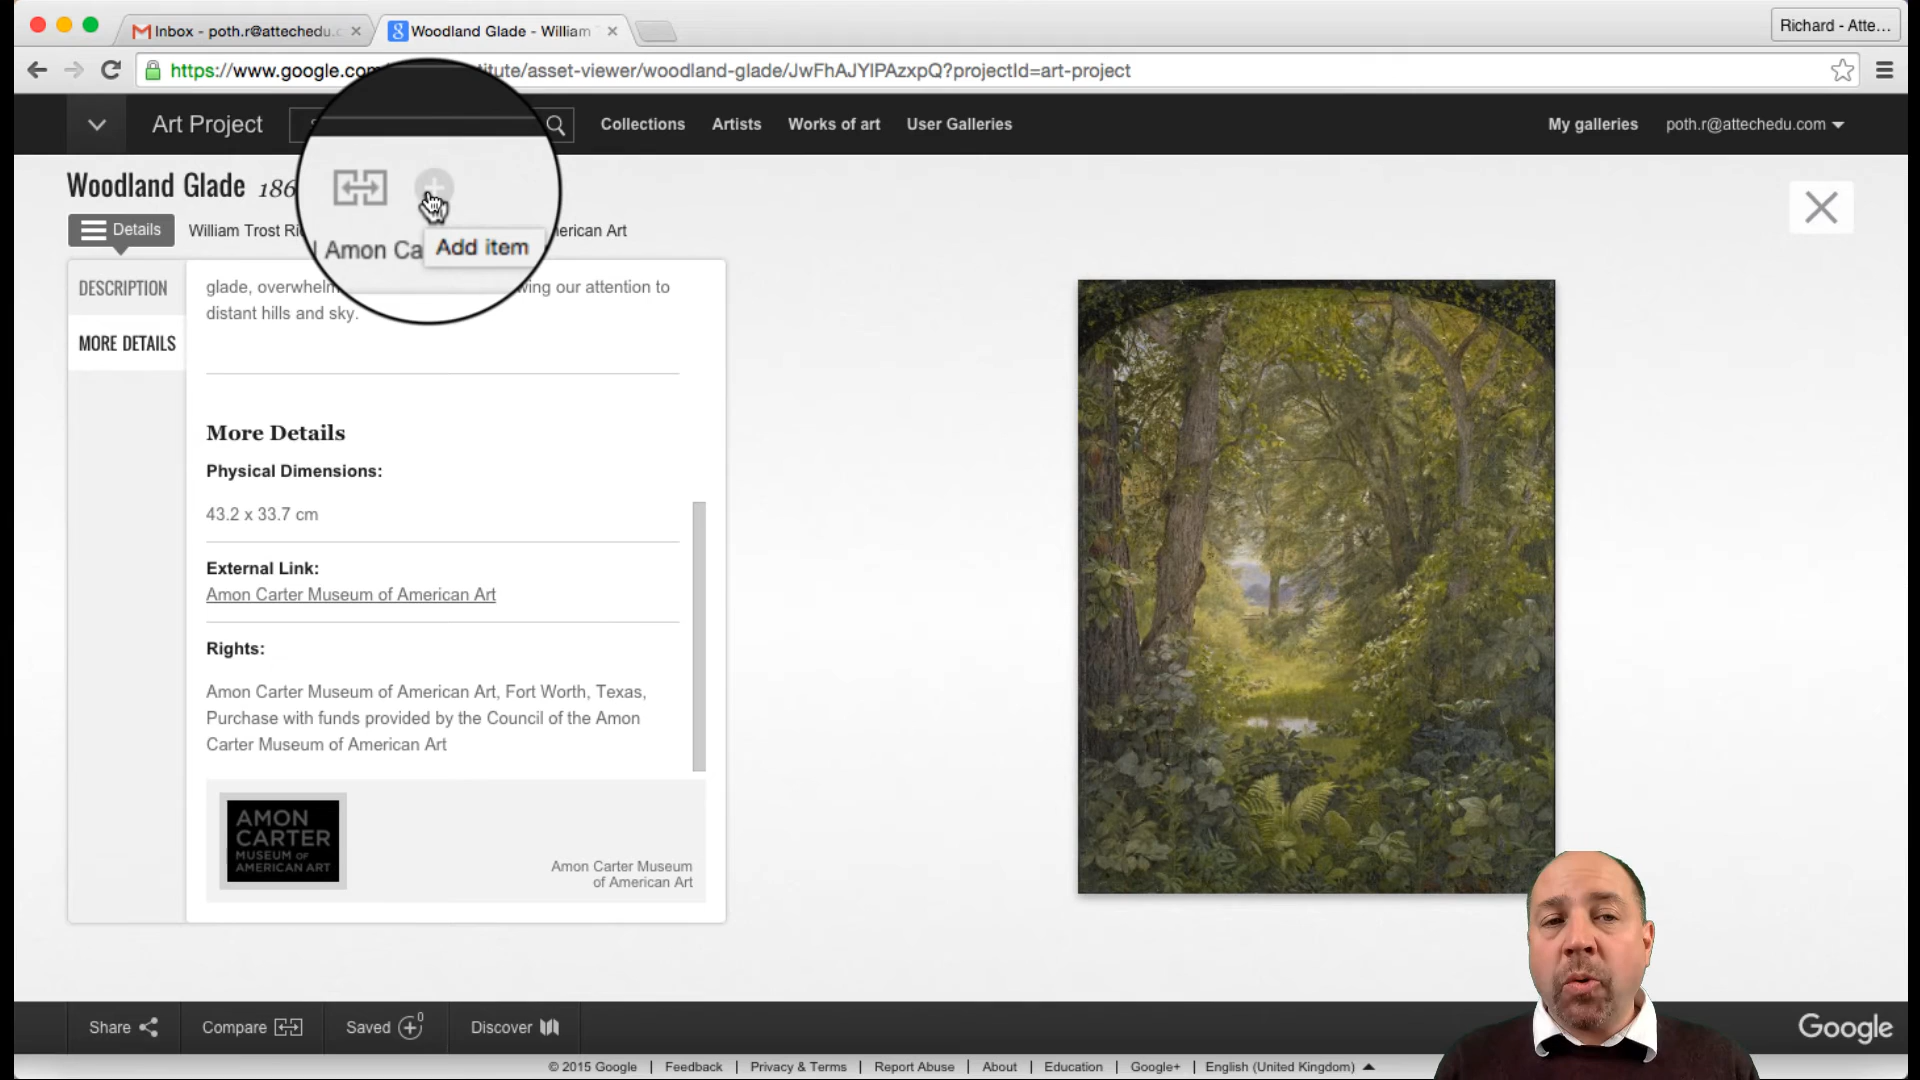 Inbox - poth.r@attechedu.c
Woodland Glade - William T
Richard - Atte...
https://www.google.com
tute/asset-viewer/woodland-glade/JwFhAJYIPAzxpQ?projectId=art-project
Art Project
Collections
Artists
Works of art
User Galleries
My galleries
poth.r@attechedu.com
Woodland Glade 186
Details
William Trost Ri
Amon Ca
Add item
erican Art
DESCRIPTION
MORE DETAILS
glade, overwhelm
wing our attention to
distant hills and sky.
More Details
Physical Dimensions:
43.2 x 33.7 cm
External Link:
Amon Carter Museum of American Art
Rights:
Amon Carter Museum of American Art, Fort Worth, Texas,
Purchase with funds provided by the Council of the Amon
Carter Museum of American Art
AMON
CARTER
MUSEUM OF
AMERICAN ART
Amon Carter Museum
of American Art
Share
Compare
Saved 0
Discover
Google
© 2015 Google | Feedback | Privacy & Terms | Report Abuse | About | Education | Google+ | English (United Kingdom)